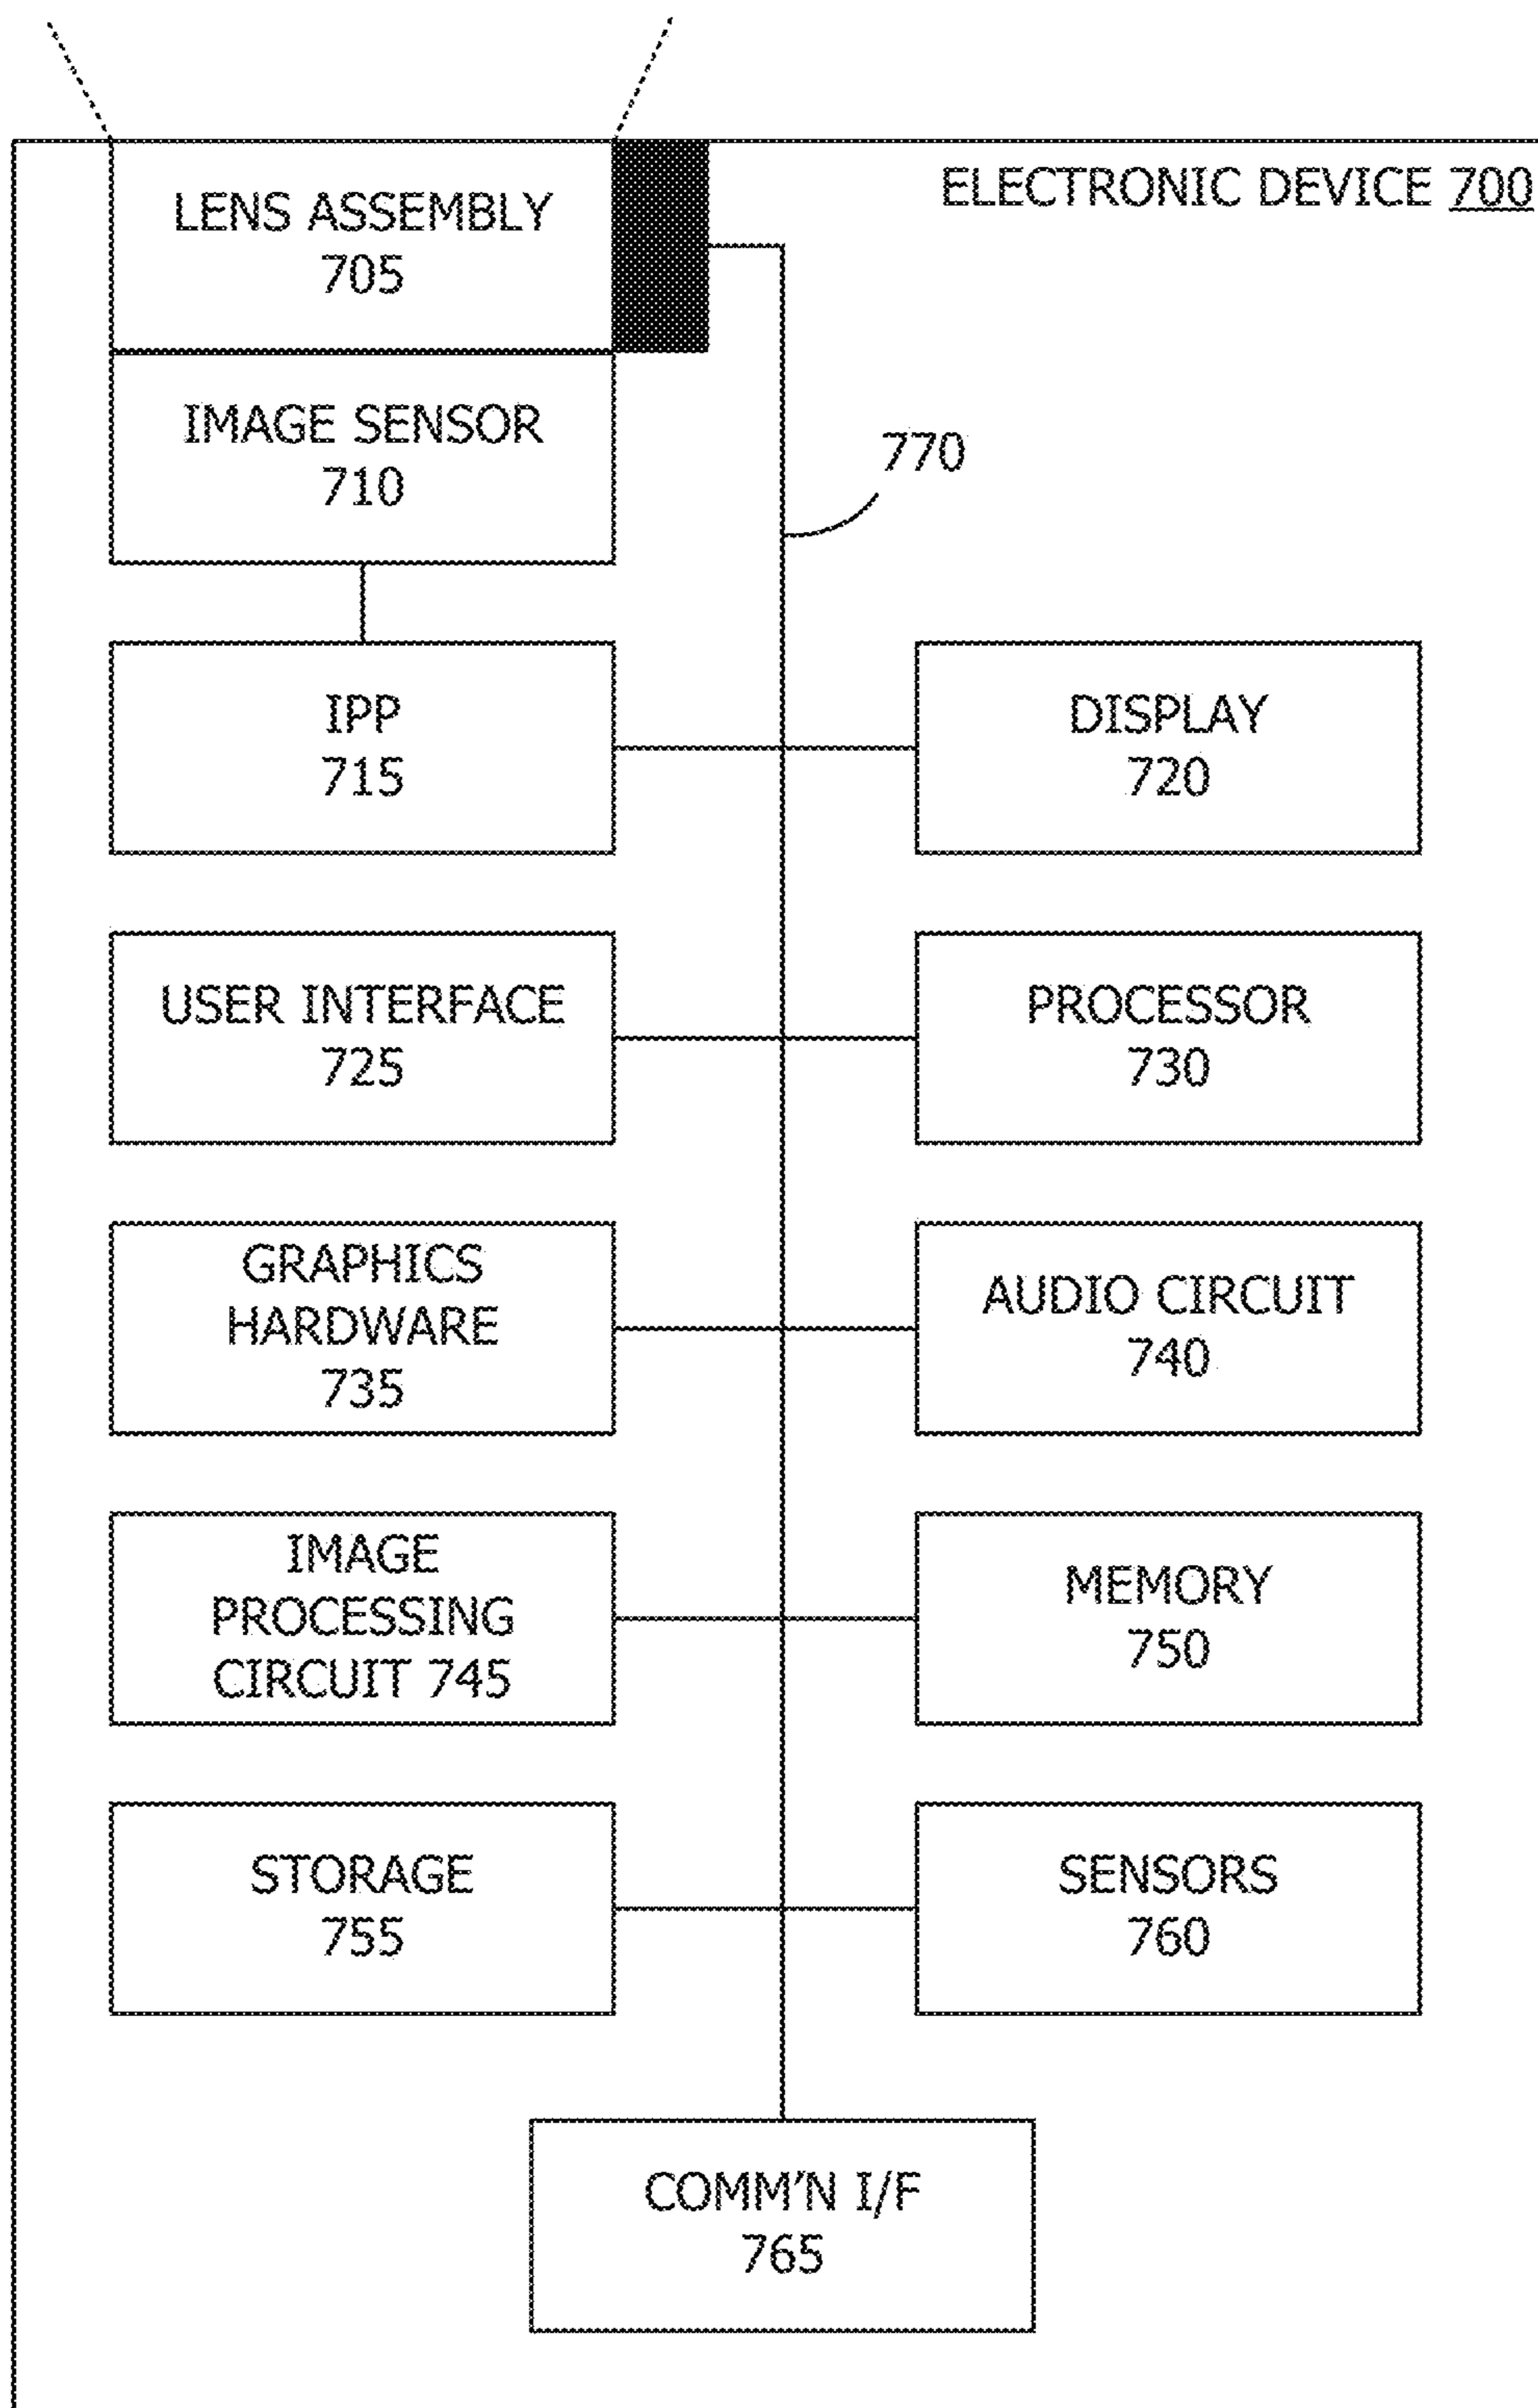 ELECTRONIC DEVICE 700
LENS ASSEMBLY
705
IMAGE SENSOR
710
770
IPP
715
DISPLAY
720
USER INTERFACE
725
PROCESSOR
730
GRAPHICS
HARDWARE
735
AUDIO CIRCUIT
740
IMAGE
PROCESSING
CIRCUIT 745
MEMORY
750
STORAGE
755
SENSORS
760
COMM'N I/F
765